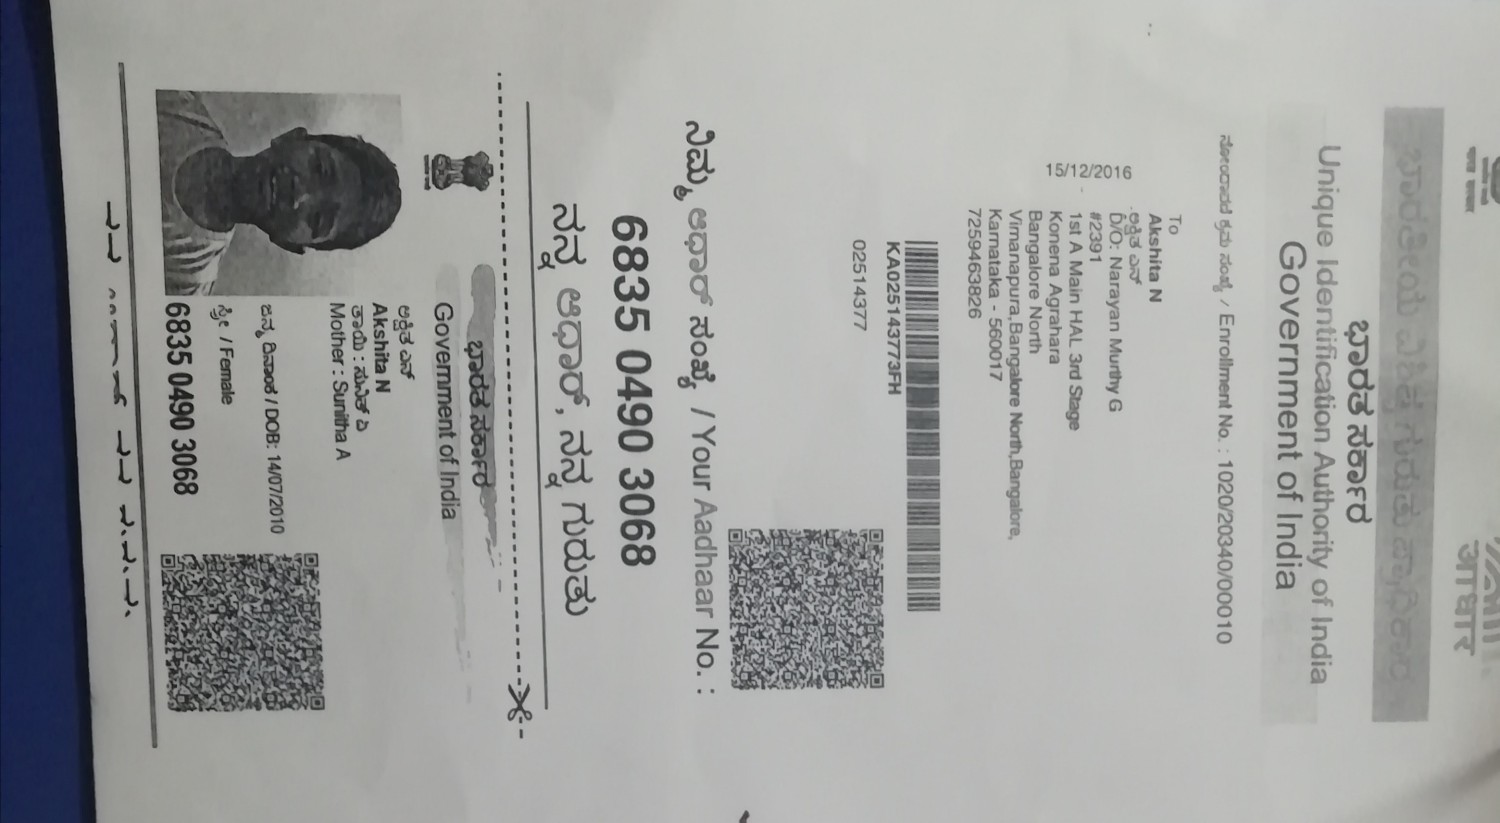 आधार
ಭಾರತೀಯ ವಿಶಿಷ್ಟ ಗುರುತು ಪ್ರಾಧಿಕಾರ
ಭಾರತ ಸರ್ಕಾರ
Unique Identification Authority of India
Government of India
ಕ್ರಮ ಸಂಖ್ಯೆ / Enrollment No. : 1020/20340/00010
To
Akshita N
ಅಕ್ಷಿತ ಎನ್
D/O: Narayan Murthy G
#2391
1st A Main HAL 3rd Stage
Konena Agrahara
Bangalore North
Vimanapura,Bangalore North,Bangalore,
Karnataka - 560017
7259463826
15/12/2016
KA025143773FH
02514377
ನಿಮ್ಮ ಆಧಾರ್ ಸಂಖ್ಯೆ / Your Aadhaar No. :
6835 0490 3068
ನನ್ನ ಆಧಾರ್, ನನ್ನ ಗುರುತು
ಭಾರತ ಸರ್ಕಾರ
Government of India
ಅಕ್ಷಿತ ಎನ್
Akshita N
ತಾಯಿ :
Mother : Sunitha A
ಜನ್ಮ ದಿನಾಂಕ / DOB: 14/07/2010
ಸ್ತ್ರೀ / Female
6835 0490 3068